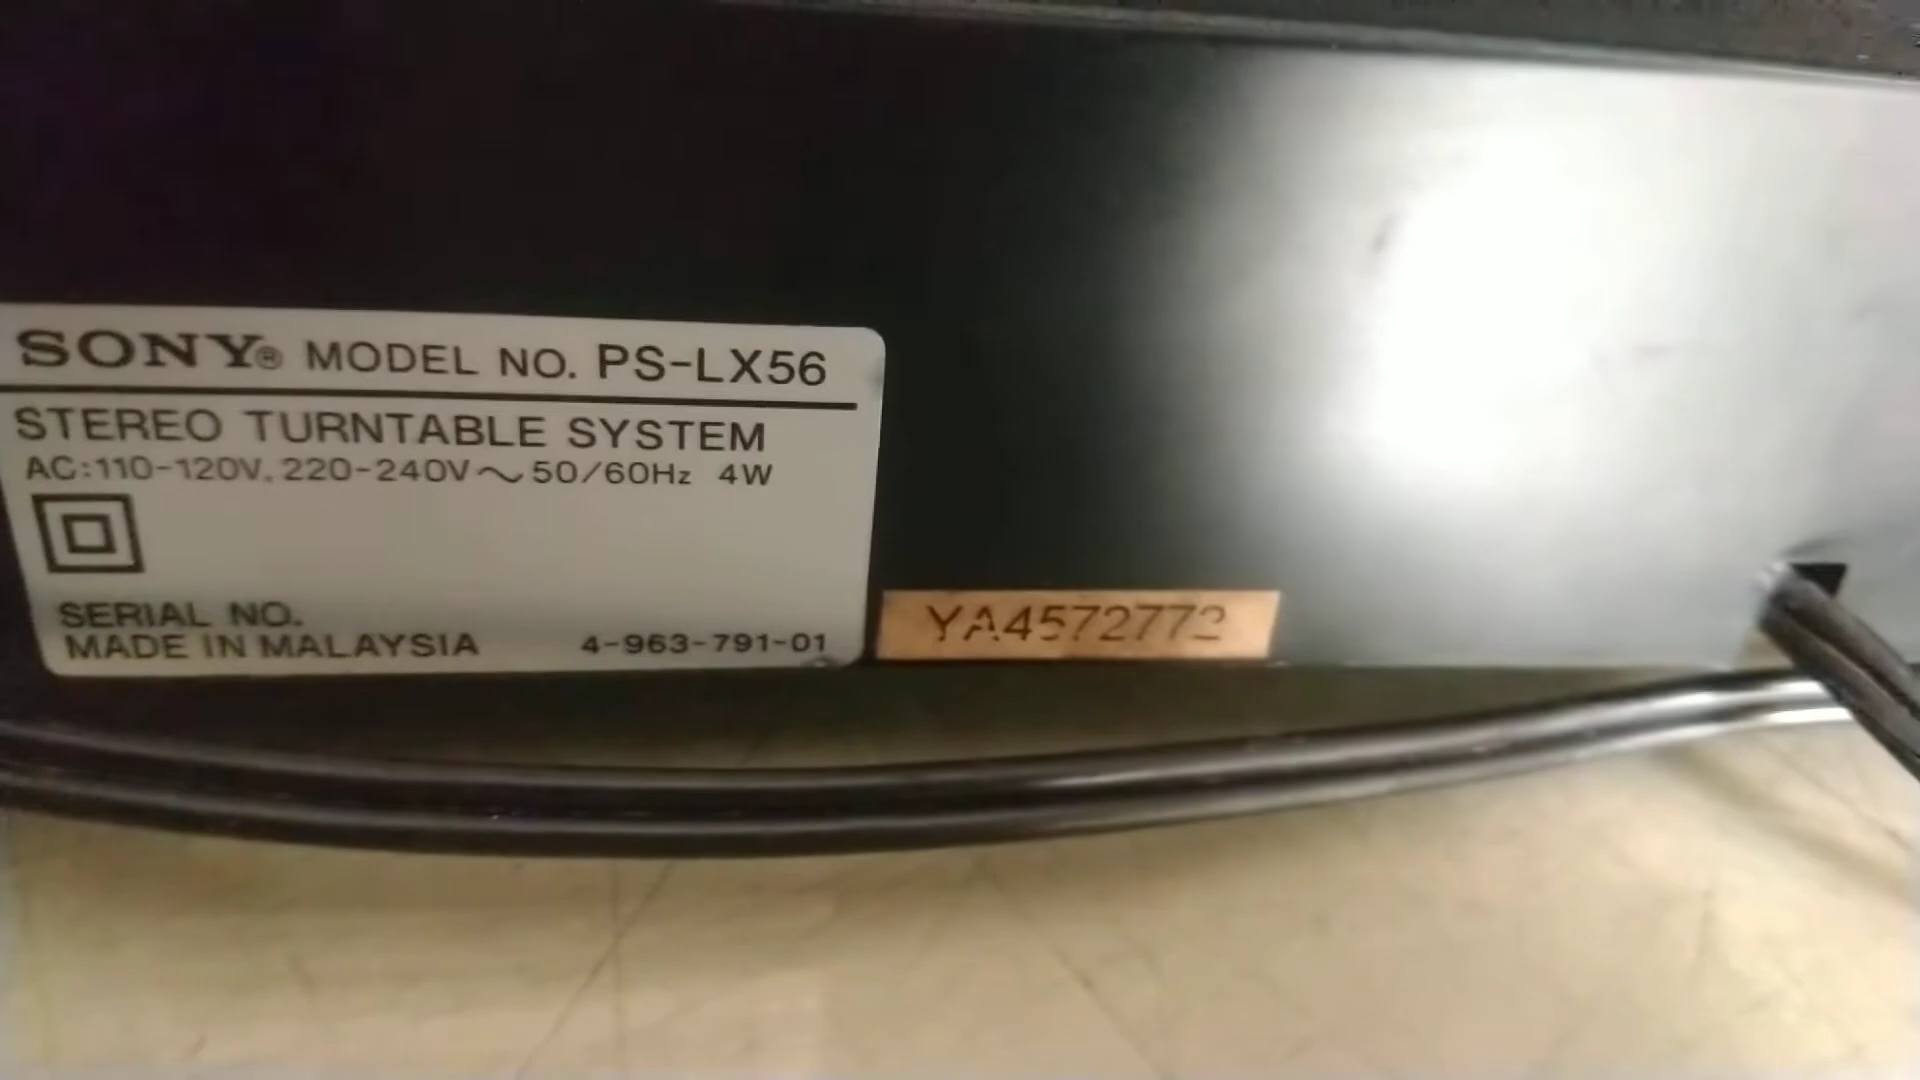 SONY® MODEL NO. PS-LX56
STEREO TURNTABLE SYSTEM
AC:110-120V, 220-240V～50/60Hz 4W
SERIAL NO.
MADE IN MALAYSIA 4-963-791-01
YA4572772